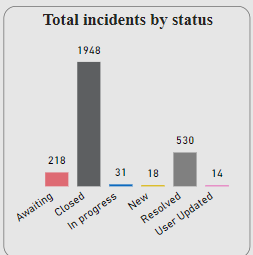 Total incidents by status
1948
530
218
31
18
14
Awaiting
Closed
In progress
New
Resolved
User Updated